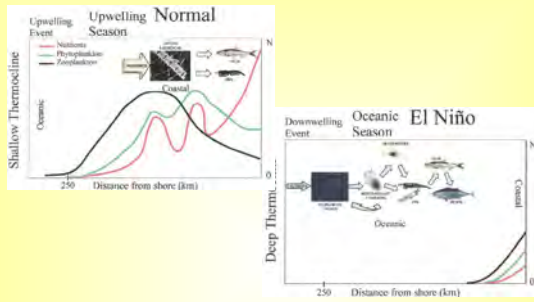 Upwelling Upwelling Normal
Event Season
Nutrients
Phytoplankton
Zooplankton
Coastal
Oceanic
Shallow Thermocline
N
0
250
Distance from shore (km)
Downwelling Oceanic El Niño
Event Season
N
Coastal
Oceanic
Deep Therm
0
250
Distance from shore (km)